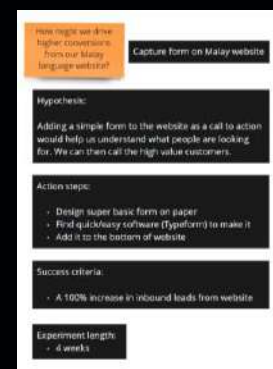 How might we drive
higher conversions
from our Malay
language website?
Capture form on Malay website
Hypothesis:
Adding a simple form to the website as a call to action
would help us understand what people are looking
for. We can then call the high value customers.
Action steps:
- Design super basic form on paper
- Find quick/easy software (Typeform) to make it
- Add it to the bottom of website
Success criteria:
- A 100% increase in inbound leads from website
Experiment length:
- 4 weeks